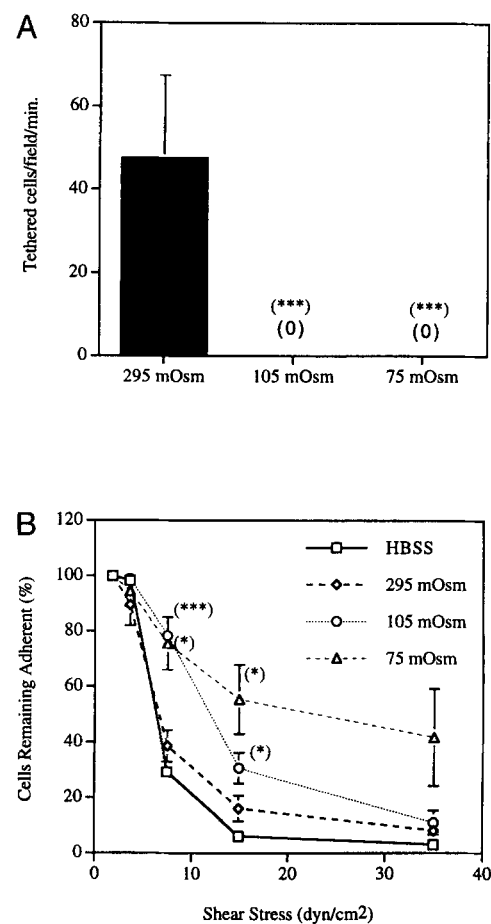 A
80
60
40
20
0
Tethered cells/field/min.
(***)
(0)
(***)
(0)
295 mOsm
105 mOsm
75 mOsm
B
120
100
80
60
40
20
0
Cells Remaining Adherent (%)
HBSS
295 mOsm
105 mOsm
75 mOsm
(***)
(*)
(*)
(*)
0
10
20
30
40
Shear Stress (dyn/cm2)